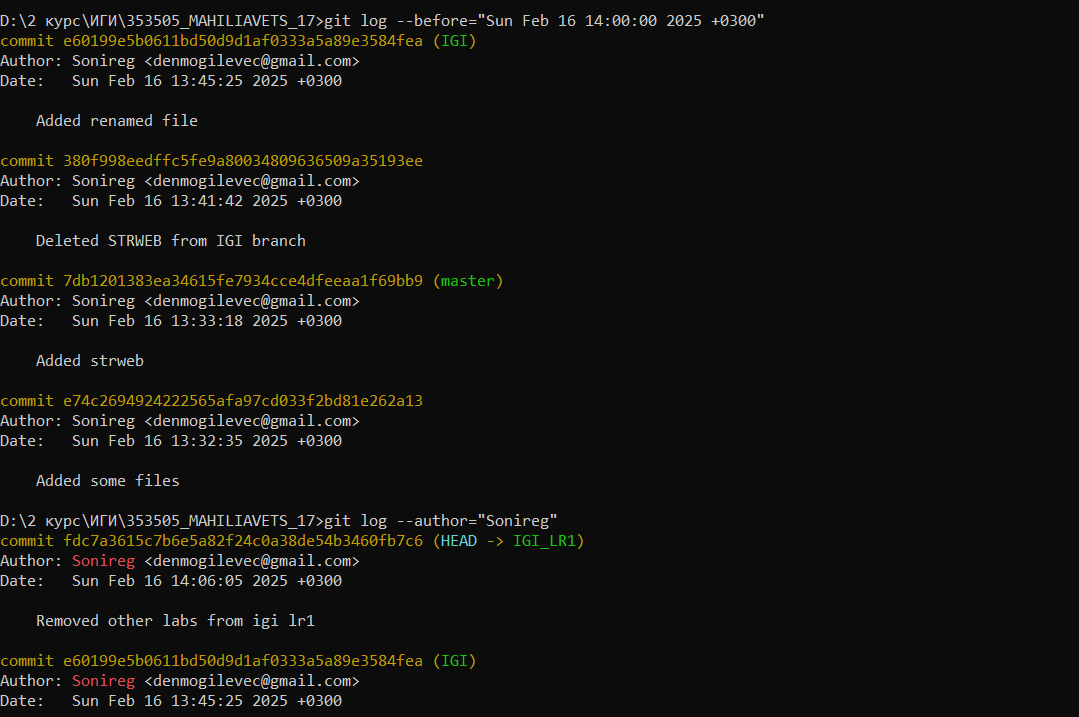 D:\2 курс\ИГИ\353505_MAHILIAVETS_17>git log --before="Sun Feb 16 14:00:00 2025 +0300"
commit e60199e5b0611bd50d9d1af0333a5a89e3584fea (IGI)
Author: Sonireg <denmogilevec@gmail.com>
Date:   Sun Feb 16 13:45:25 2025 +0300
Added renamed file
commit 380f998eedffc5fe9a80034809636509a35193ee
Author: Sonireg <denmogilevec@gmail.com>
Date:   Sun Feb 16 13:41:42 2025 +0300
Deleted STRWEB from IGI branch
commit 7db1201383ea34615fe7934cce4dfeeaa1f69bb9 (master)
Author: Sonireg <denmogilevec@gmail.com>
Date:   Sun Feb 16 13:33:18 2025 +0300
Added strweb
commit e74c2694924222565afa97cd033f2bd81e262a13
Author: Sonireg <denmogilevec@gmail.com>
Date:   Sun Feb 16 13:32:35 2025 +0300
Added some files
D:\2 курс\ИГИ\353505_MAHILIAVETS_17>git log --author="Sonireg"
commit fdc7a3615c7b6e5a82f24c0a38de54b3460fb7c6 (HEAD -> IGI_LR1)
Author: Sonireg <denmogilevec@gmail.com>
Date:   Sun Feb 16 14:06:05 2025 +0300
Removed other labs from igi lr1
commit e60199e5b0611bd50d9d1af0333a5a89e3584fea (IGI)
Author: Sonireg <denmogilevec@gmail.com>
Date:   Sun Feb 16 13:45:25 2025 +0300